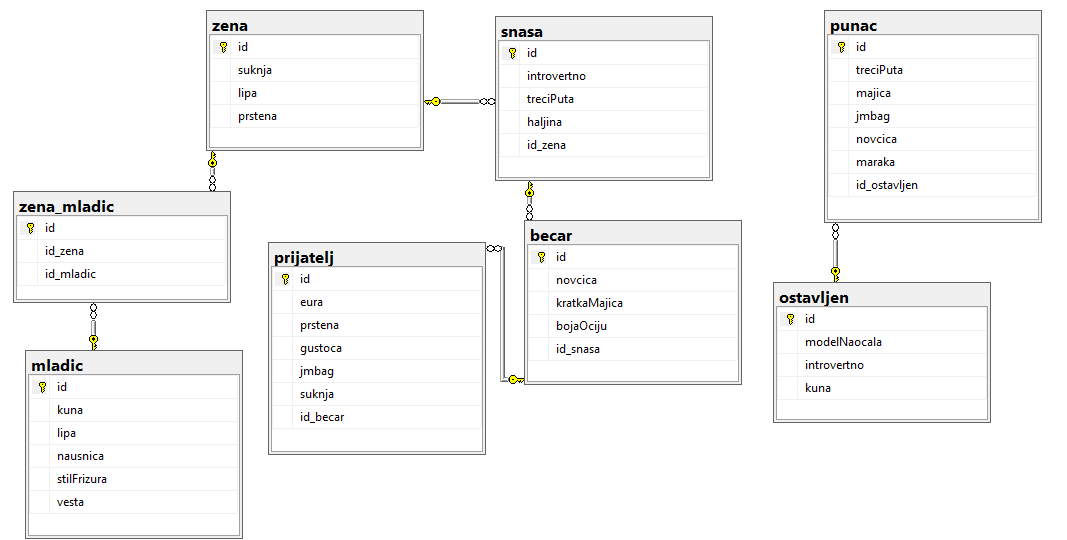 zena
id
suknja
lipa
prstena
snasa
id
introvertno
treciPuta
haljina
id_zena
punac
id
treciPuta
majica
jmbag
novcica
maraka
id_ostavljen
zena_mladic
id
id_zena
id_mladic
prijatelj
id
eura
prstena
gustoca
jmbag
suknja
id_becar
becar
id
novcica
kratkaMajica
bojaOciju
id_snasa
ostavljen
id
modelNaocala
introvertno
kuna
mladic
id
kuna
lipa
nausnica
stilFrizura
vesta